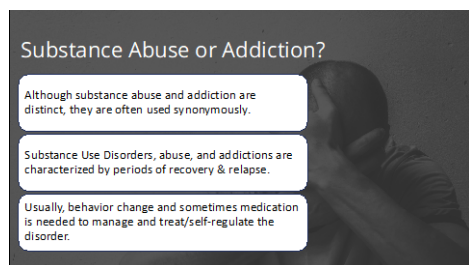 Substance Abuse or Addiction?
Although substance abuse and addiction are
distinct, they are often used synonymously.
Substance Use Disorders, abuse, and addictions are
characterized by periods of recovery & relapse.
Usually, behavior change and sometimes medication
is needed to manage and treat/self-regulate the
disorder.